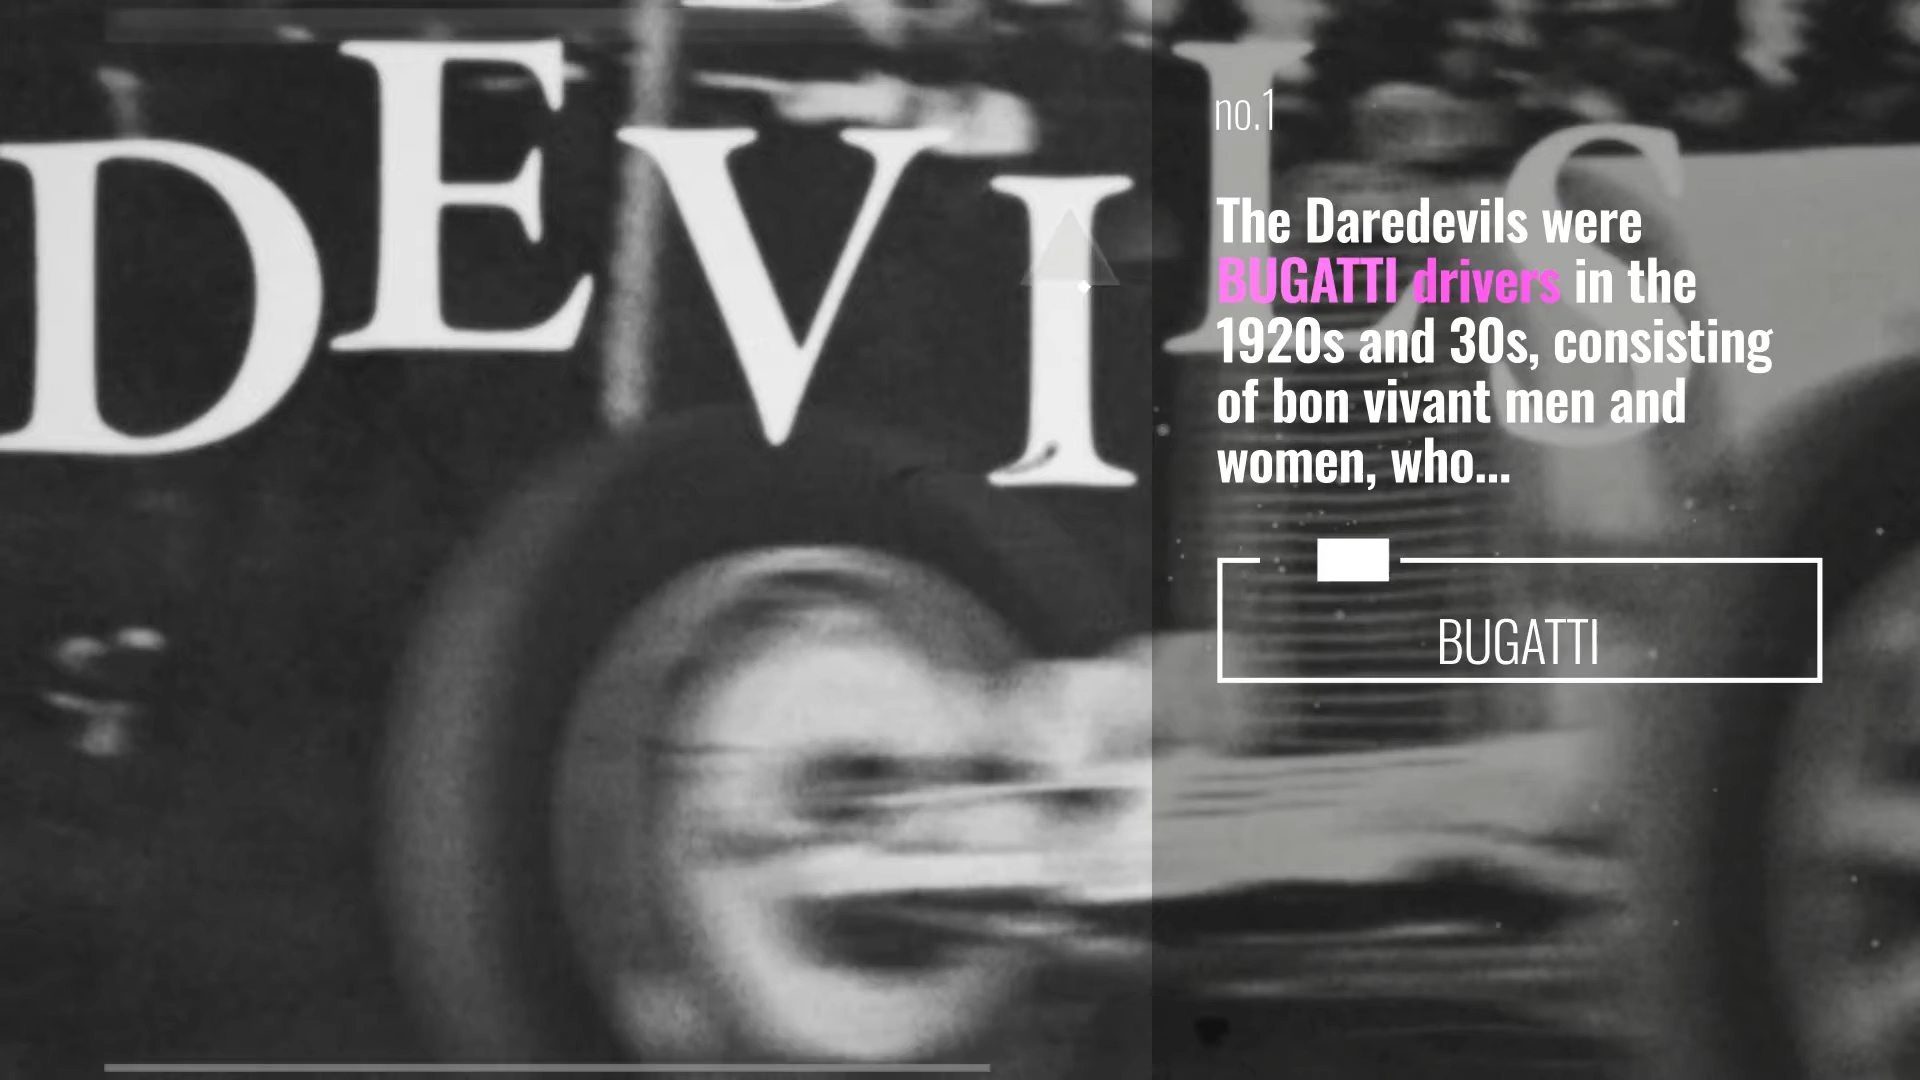 DEVILS
no.1
The Daredevils were
BUGATTI drivers in the
1920s and 30s, consisting
of bon vivant men and
women, who...
BUGATTI